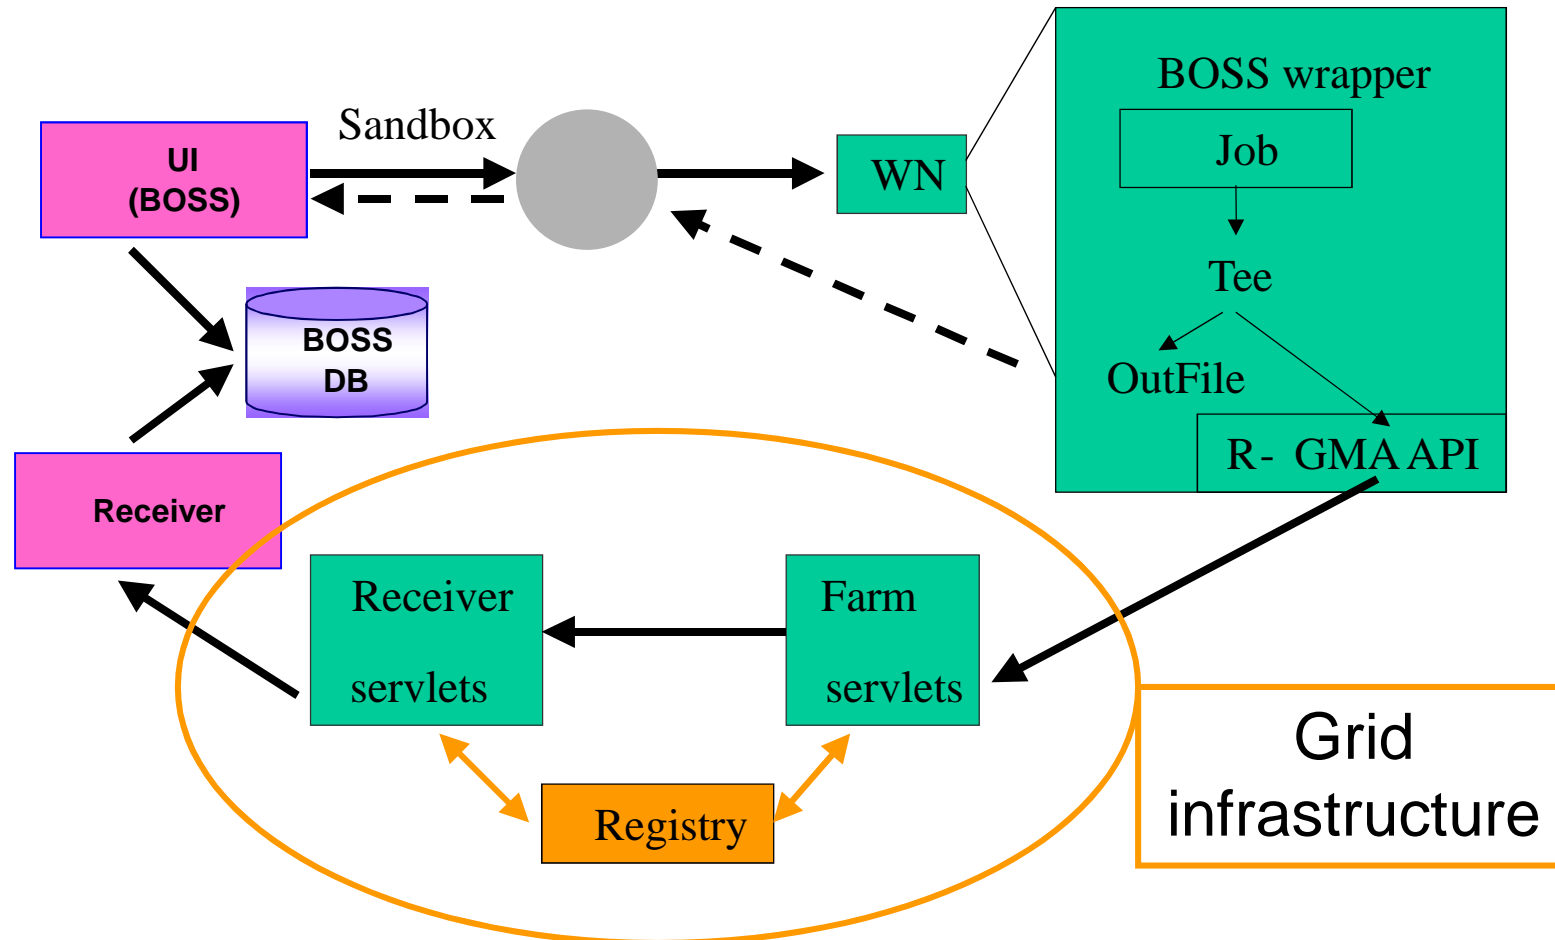 BOSS wrapper
Sandbox
UI
(BOSS)
WN
Job
Tee
BOSS
DB
OutFile
R- GMA API
Receiver
Receiver
servlets
Farm
servlets
Registry
Grid
infrastructure